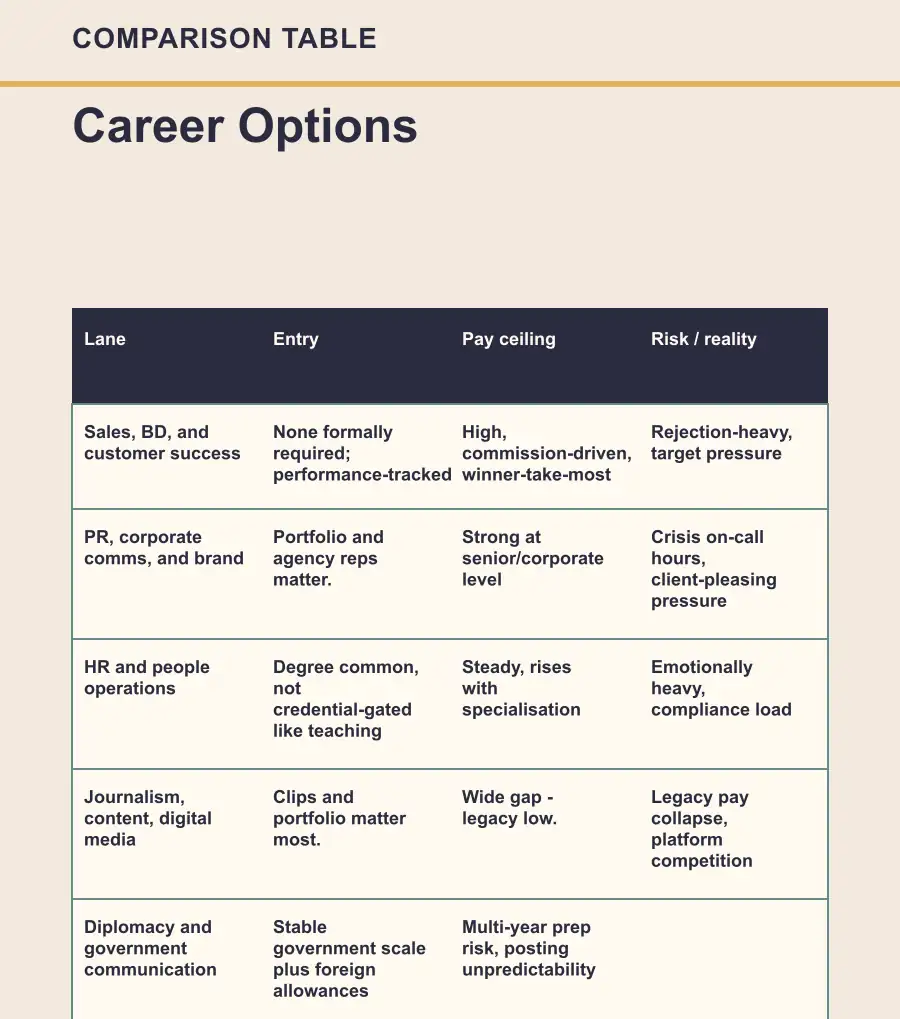 COMPARISON TABLE
Career Options
Lane
Entry
Pay ceiling
Risk / reality
Sales, BD, and
customer success
None formally
required;
performance-tracked
High,
commission-driven,
winner-take-most
Rejection-heavy,
target pressure
PR, corporate
comms, and brand
Portfolio and
agency reps
matter.
Strong at
senior/corporate
level
Crisis on-call
hours,
client-pleasing
pressure
HR and people
operations
Degree common,
not
credential-gated
like teaching
Steady, rises
with
specialisation
Emotionally
heavy,
compliance load
Journalism,
content, digital
media
Clips and
portfolio matter
most.
Wide gap -
legacy low.
Legacy pay
collapse,
platform
competition
Diplomacy and
government
communication
Stable
government scale
plus foreign
allowances
Multi-year prep
risk, posting
unpredictability